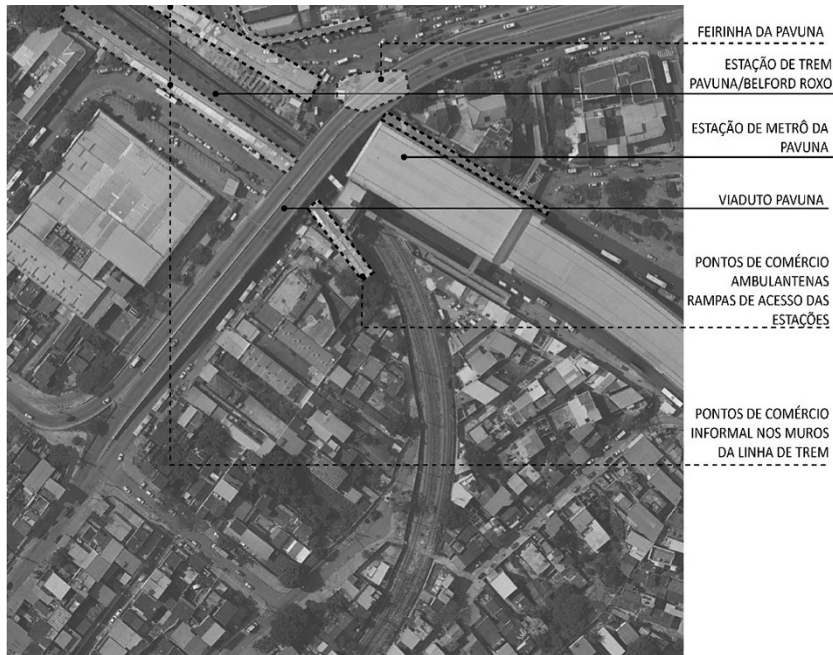 FEIRINHA DA PAVUNA
ESTAÇÃO DE TREM
PAVUNA/BELFORD ROXO
ESTAÇÃO DE METRÔ DA
PAVUNA
VIADUTO PAVUNA
PONTOS DE COMÉRCIO
AMBULANTENAS
RAMPAS DE ACESSO DAS
ESTAÇÕES
PONTOS DE COMÉRCIO
INFORMAL NOS MUROS
DA LINHA DE TREM